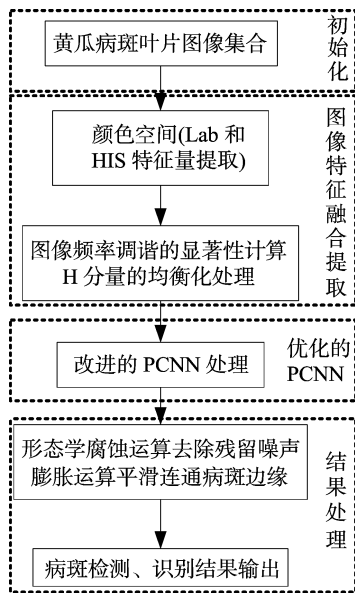 黄瓜病斑叶片图像集合
初始化
颜色空间(Lab 和
HIS 特征量提取)
图像频率调谐的显著性计算
H 分量的均衡化处理
图像特征融合提取
改进的 PCNN 处理
优化的
PCNN
形态学腐蚀运算去除残留噪声
膨胀运算平滑连通病斑边缘
病斑检测、识别结果输出
结果处理